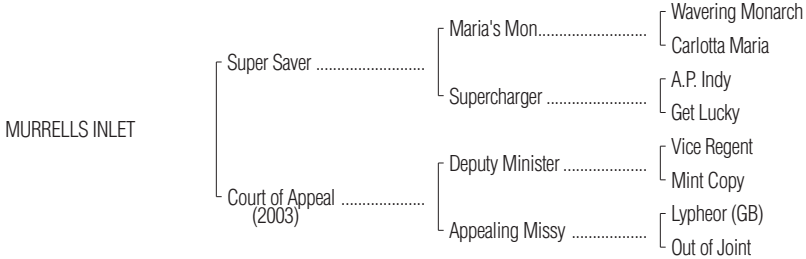 Wavering Monarch
Maria's Mon..........................
Carlotta Maria
Super Saver ..........................
A.P. Indy
Supercharger ........................
Get Lucky
MURRELLS INLET
Vice Regent
Deputy Minister ....................
Mint Copy
Court of Appeal ....................
(2003)
Lypheor (GB)
Appealing Missy ..................
Out of Joint